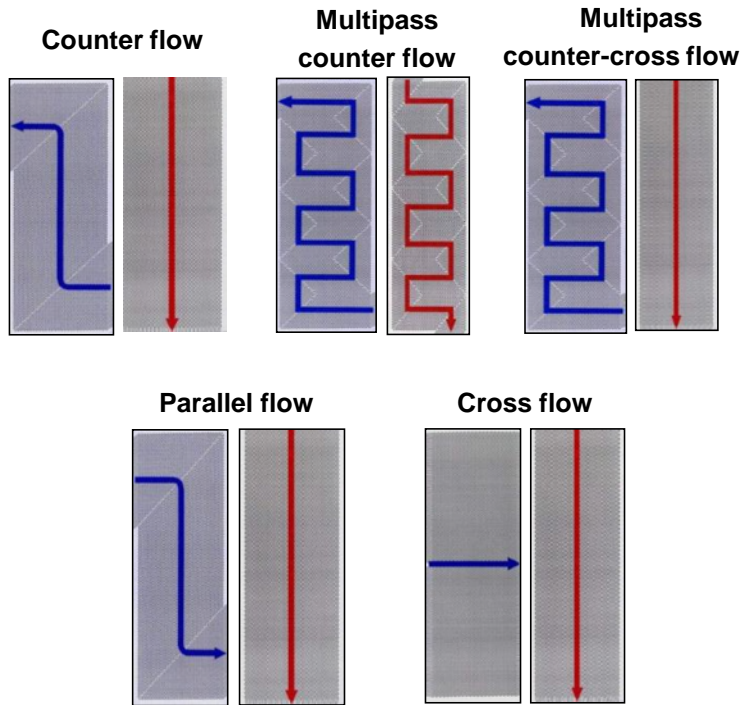 Counter flow
Multipass
counter flow
Multipass
counter-cross flow
Parallel flow
Cross flow